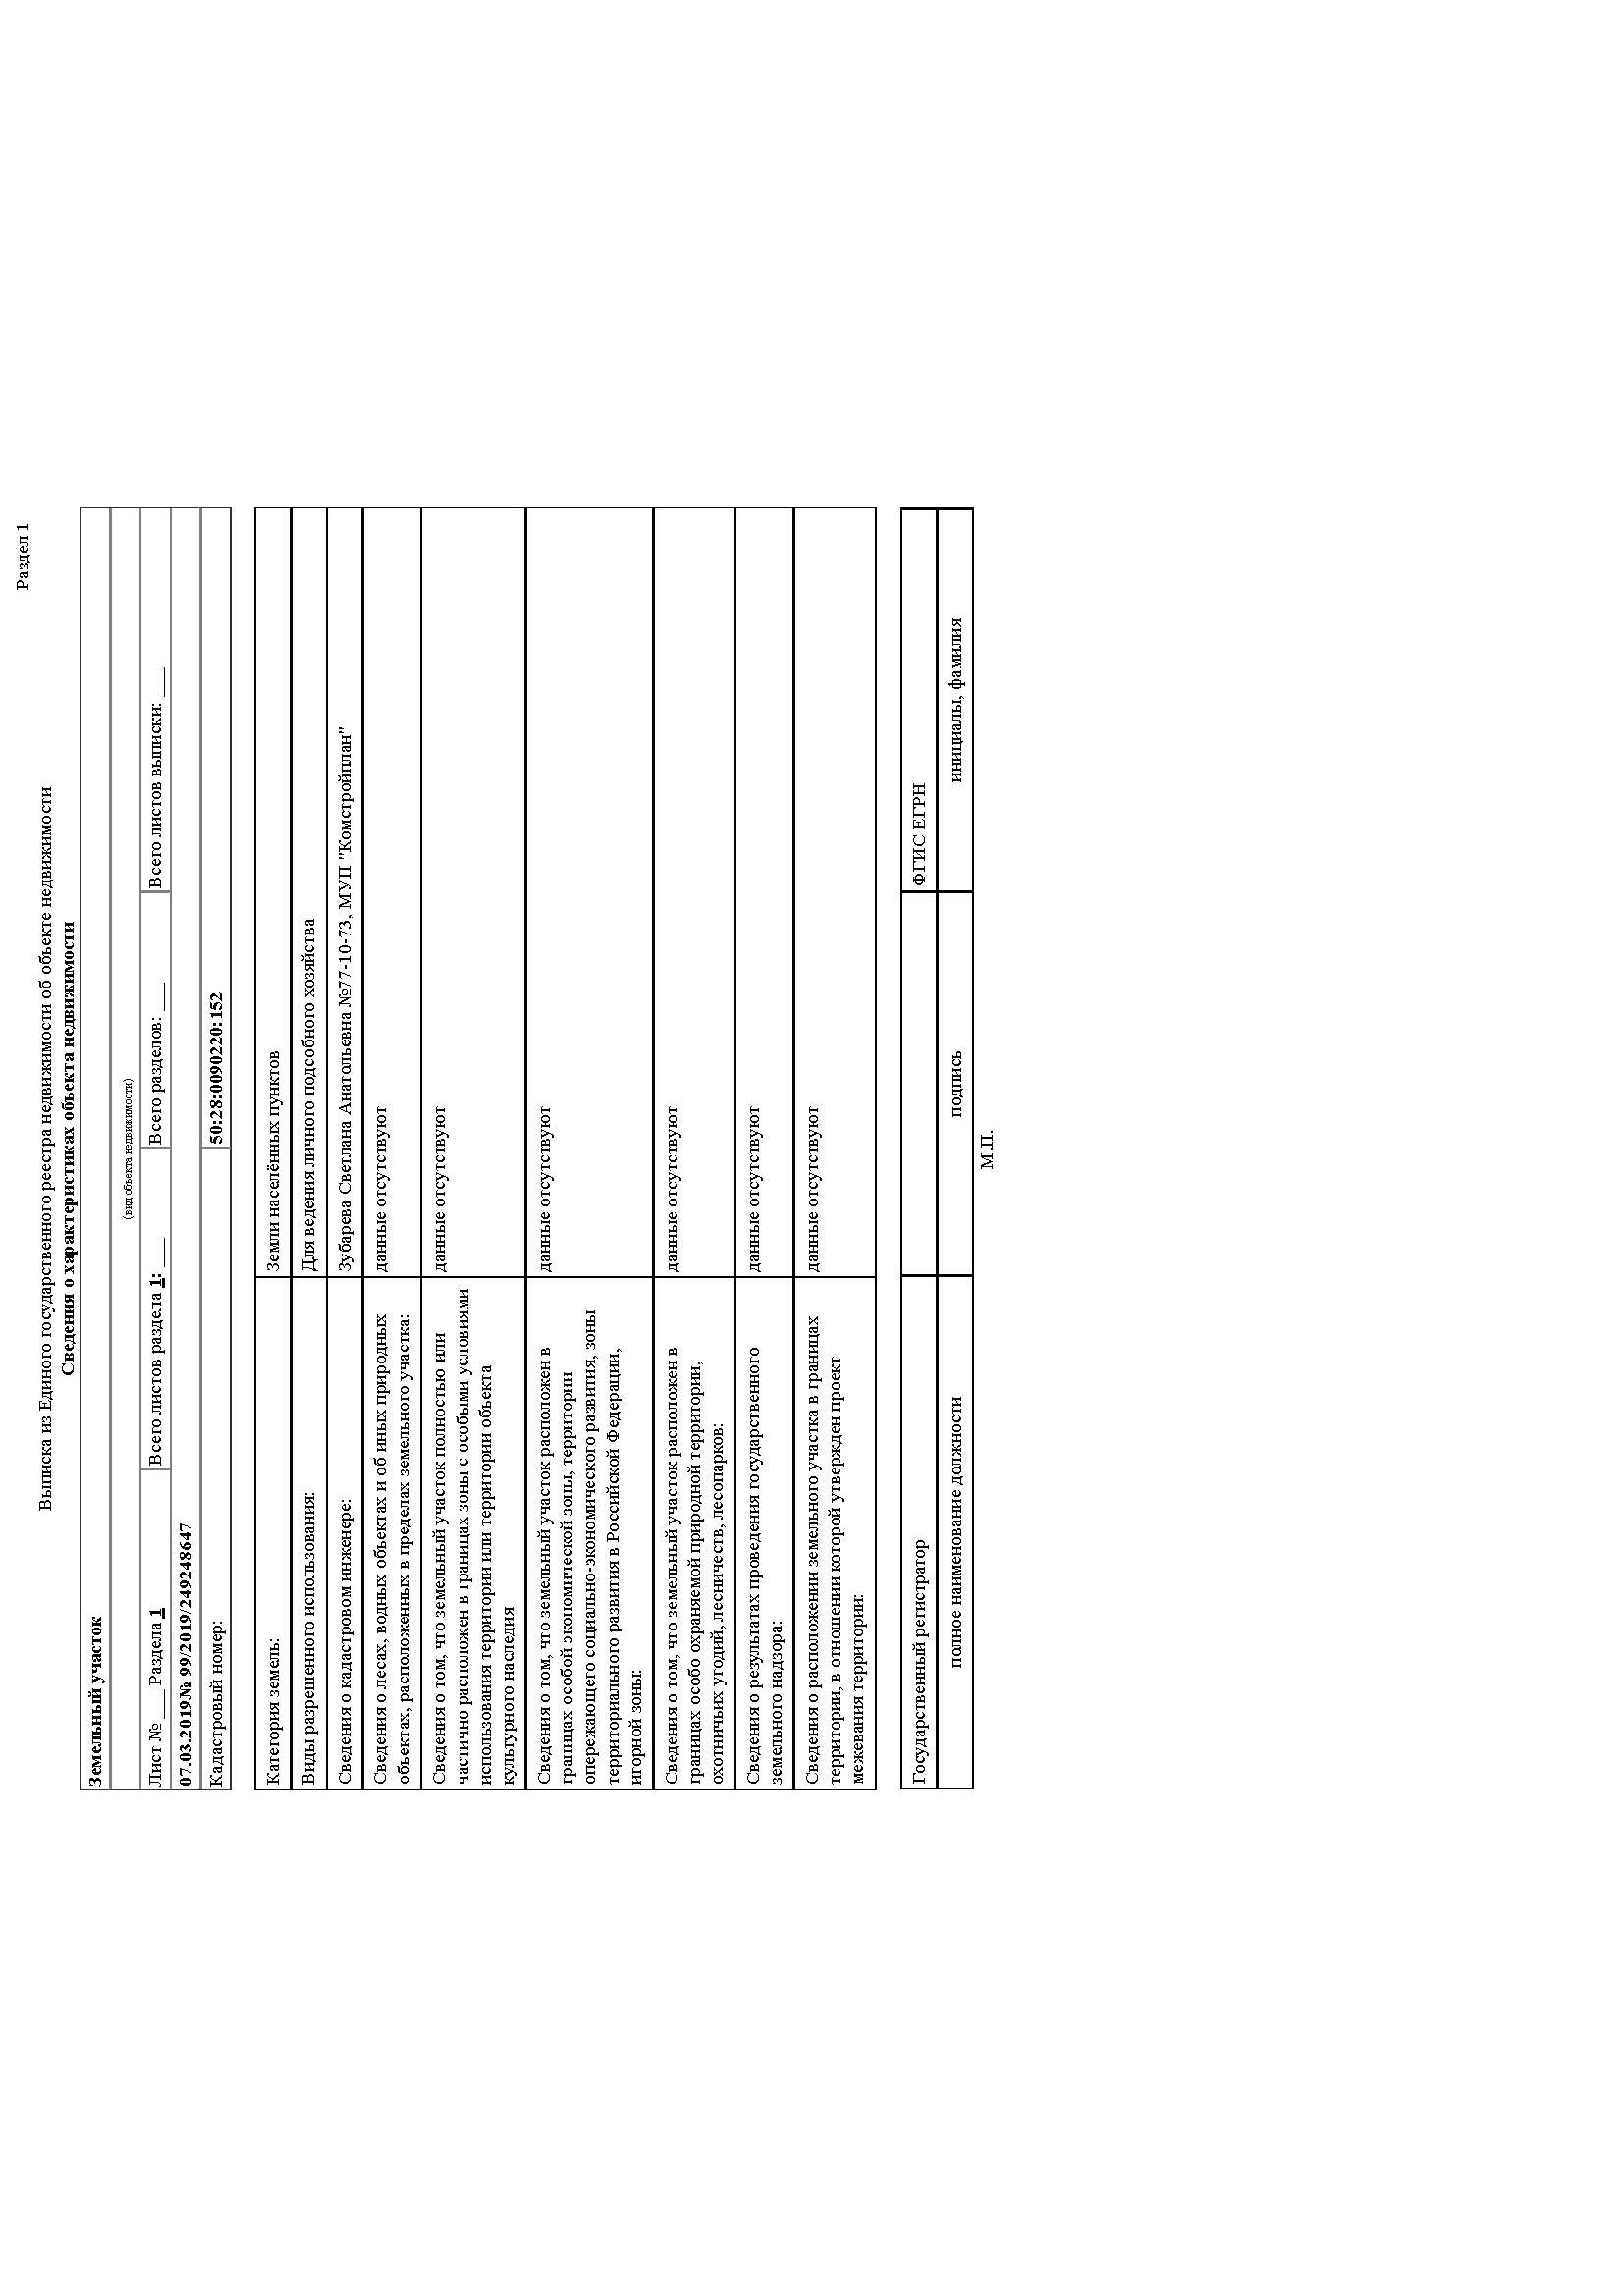 Раздел 1
Выписка из Единого государственного реестра недвижимости об объекте недвижимости
Сведения о характеристиках объекта недвижимости
Земельный участок
(вид объекта недвижимости)
Лист № ___ Раздела 1 Всего листов раздела 1: ___ Всего разделов: ___ Всего листов выписки: ___
07.03.2019№ 99/2019/249248647
Кадастровый номер: 50:28:0090220:152
Категория земель: Земли населённых пунктов
Виды разрешенного использования: Для ведения личного подсобного хозяйства
Сведения о кадастровом инженере: Зубарева Светлана Анатольевна №77-10-73, МУП "Комстройплан"
Сведения о лесах, водных объектах и об иных природных данные отсутствуют
объектах, расположенных в пределах земельного участка:
Сведения о том, что земельный участок полностью или данные отсутствуют
частично расположен в границах зоны с особыми условиями
использования территории или территории объекта
культурного наследия
Сведения о том, что земельный участок расположен в данные отсутствуют
границах особой экономической зоны, территории
опережающего социально-экономического развития, зоны
территориального развития в Российской Федерации,
игорной зоны:
Сведения о том, что земельный участок расположен в данные отсутствуют
границах особо охраняемой природной территории,
охотничьих угодий, лесничеств, лесопарков:
Сведения о результатах проведения государственного данные отсутствуют
земельного надзора:
Сведения о расположении земельного участка в границах данные отсутствуют
территории, в отношении которой утвержден проект
межевания территории:
Государственный регистратор ФГИС ЕГРН
полное наименование должности подпись инициалы, фамилия
М.П.